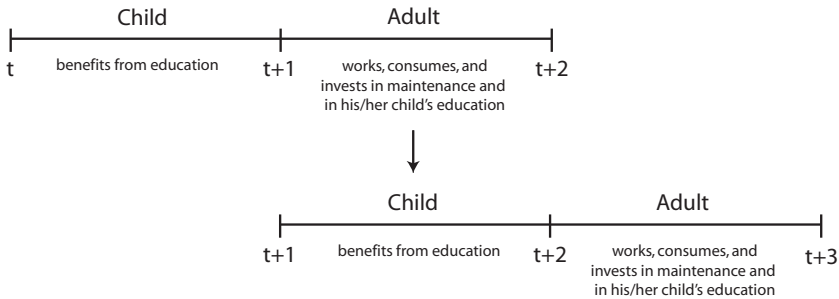 Child Adult
t benefits from education t+1 works, consumes, and t+2
invests in maintenance and
in his/her child's education
Child Adult
t+1 benefits from education t+2 works, consumes, and t+3
invests in maintenance and
in his/her child's education